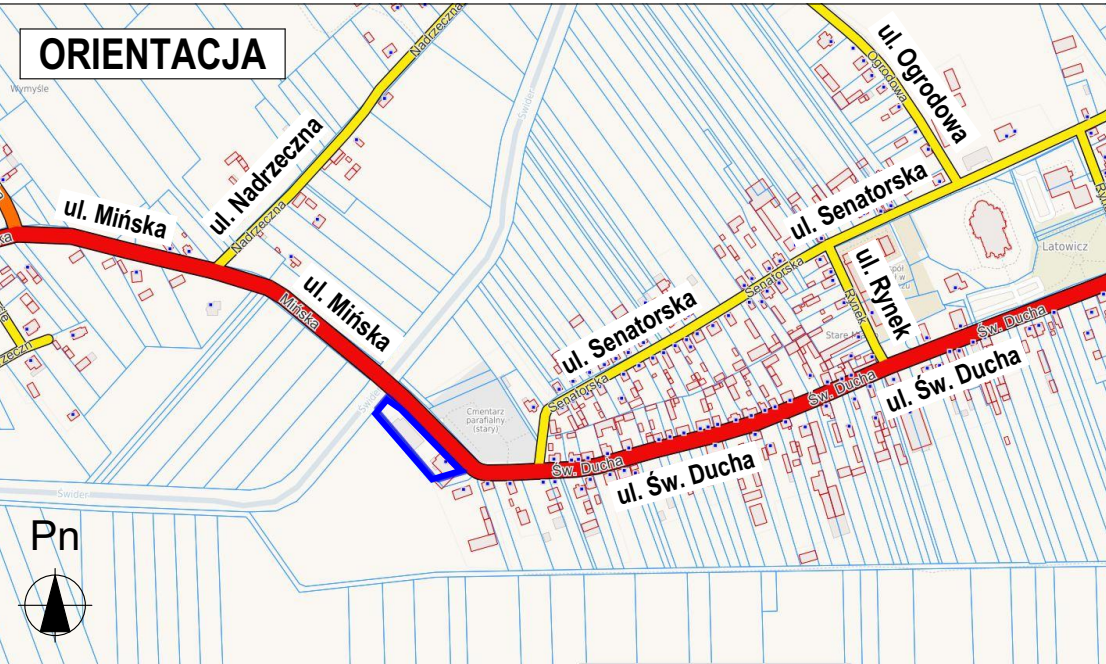 ORIENTACJA
Wymyśle
Nadrzeczna
ul. Nadrzeczna
Nadrzeczna
ul. Mińska
ul. Mińska
Mińska
Świder
Świder
Świder
ul. Ogrodowa
Ogrodowa
ul. Senatorska
Senatorska
ul. Senatorska
Senatorska
ul. Rynek
Rynek
Latowicz
Cmentarz
parafialny
(stary)
Św. Ducha
ul. Św. Ducha
Św. Ducha
ul. Św. Ducha
Św. Ducha
Pn